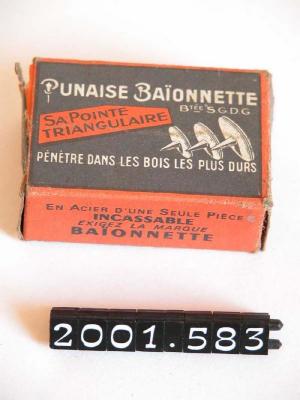 PUNAISE BAÏONNETTE
BTÉE S.G.D.G
SA POINTE
TRIANGULAIRE
PÉNÈTRE DANS LES BOIS LES PLUS DURS
EN ACIER D'UNE SEULE PIÈCE
INCASSABLE
EXIGEZ LA MARQUE
BAÏONNETTE
2001.583